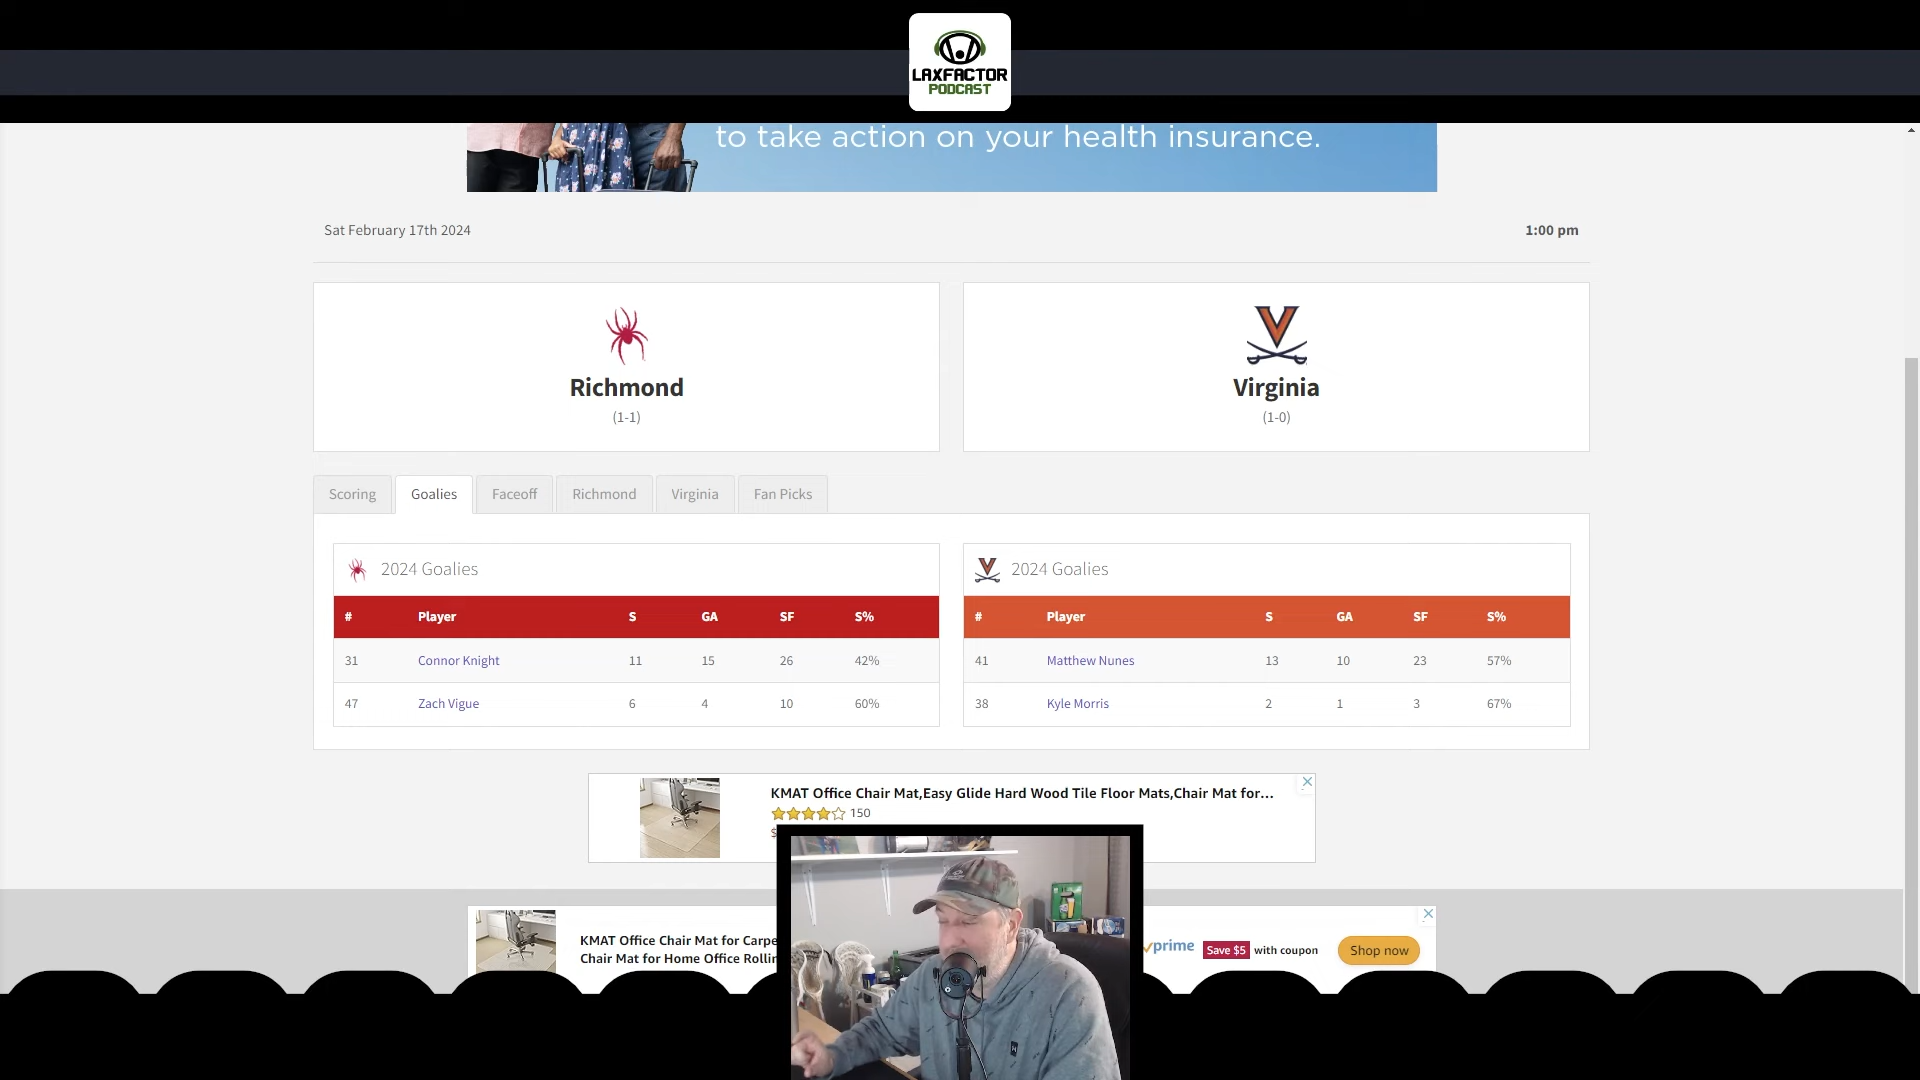 LAXFACTOR
PODCAST
to take action on your health insurance.
Sat February 17th 2024
1:00 pm
Richmond
(1-1)
Virginia
(1-0)
Scoring
Goalies
Faceoff
Richmond
Virginia
Fan Picks
2024 Goalies
# Player S GA SF S%
31 Connor Knight 11 15 26 42%
47 Zach Vigue 6 4 10 60%
2024 Goalies
# Player S GA SF S%
41 Matthew Nunes 13 10 23 57%
38 Kyle Morris 2 1 3 67%
KMAT Office Chair Mat,Easy Glide Hard Wood Tile Floor Mats,Chair Mat for...
150
$
KMAT Office Chair Mat for Carpe
Chair Mat for Home Office Rollin
prime Save $5 with coupon
Shop now